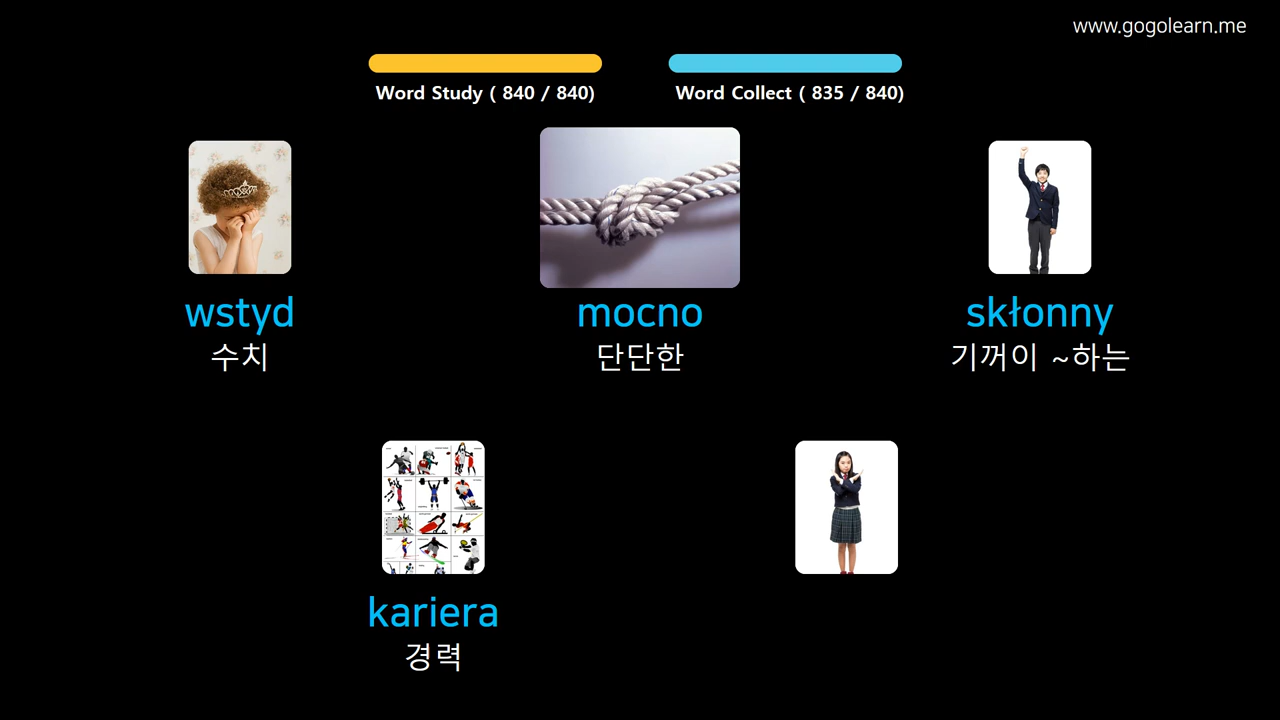 www.gogolearn.me
Word Study ( 840 / 840)
Word Collect ( 835 / 840)
wstyd
수치
mocno
단단한
skłonny
기꺼이 ~하는
kariera
경력